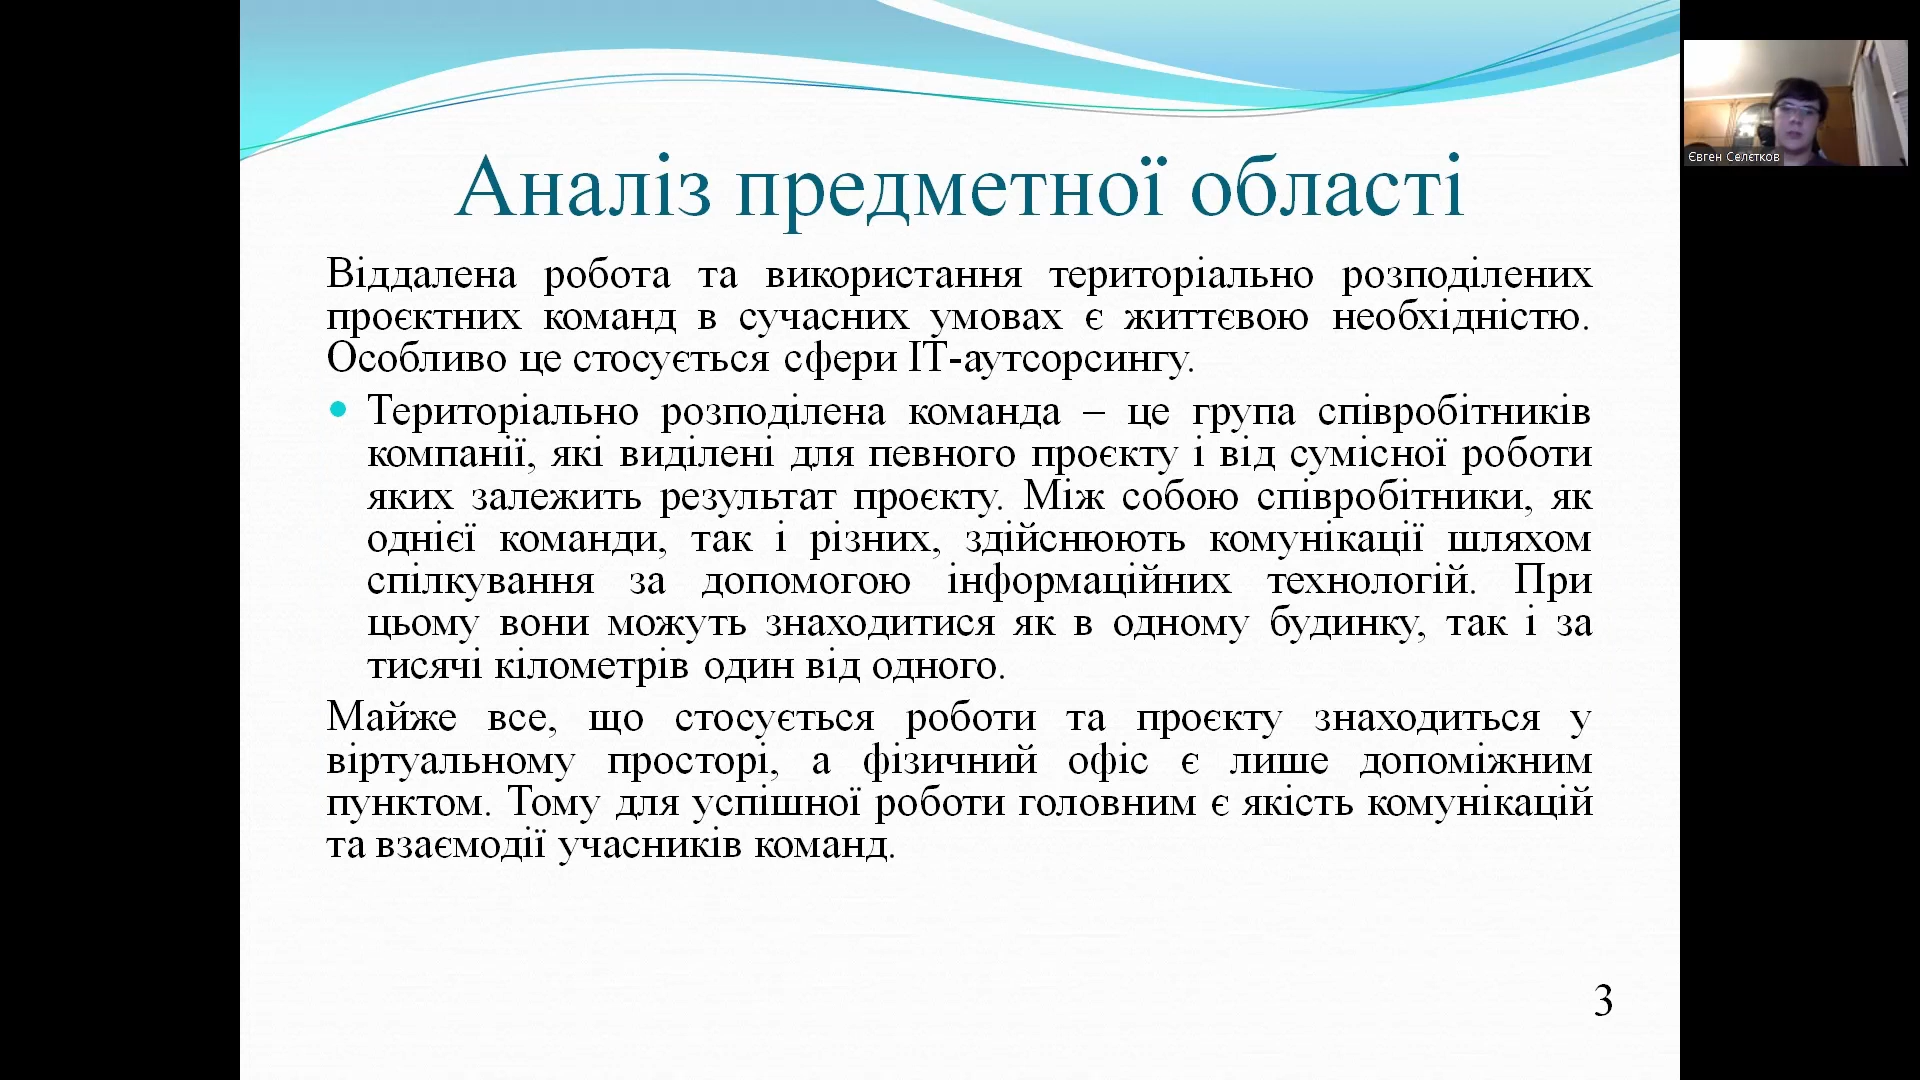 Аналіз предметної області
Віддалена робота та використання територіально розподілених
проєктних команд в сучасних умовах є життєвою необхідністю.
Особливо це стосується сфери ІТ-аутсорсингу.
• Територіально розподілена команда – це група співробітників
компанії, які виділені для певного проєкту і від сумісної роботи
яких залежить результат проєкту. Між собою співробітники, як
однієї команди, так і різних, здійснюють комунікації шляхом
спілкування за допомогою інформаційних технологій. При
цьому вони можуть знаходитися як в одному будинку, так і за
тисячі кілометрів один від одного.
Майже все, що стосується роботи та проєкту знаходиться у
віртуальному просторі, а фізичний офіс є лише допоміжним
пунктом. Тому для успішної роботи головним є якість комунікацій
та взаємодії учасників команд.
3
Євген Селєтков